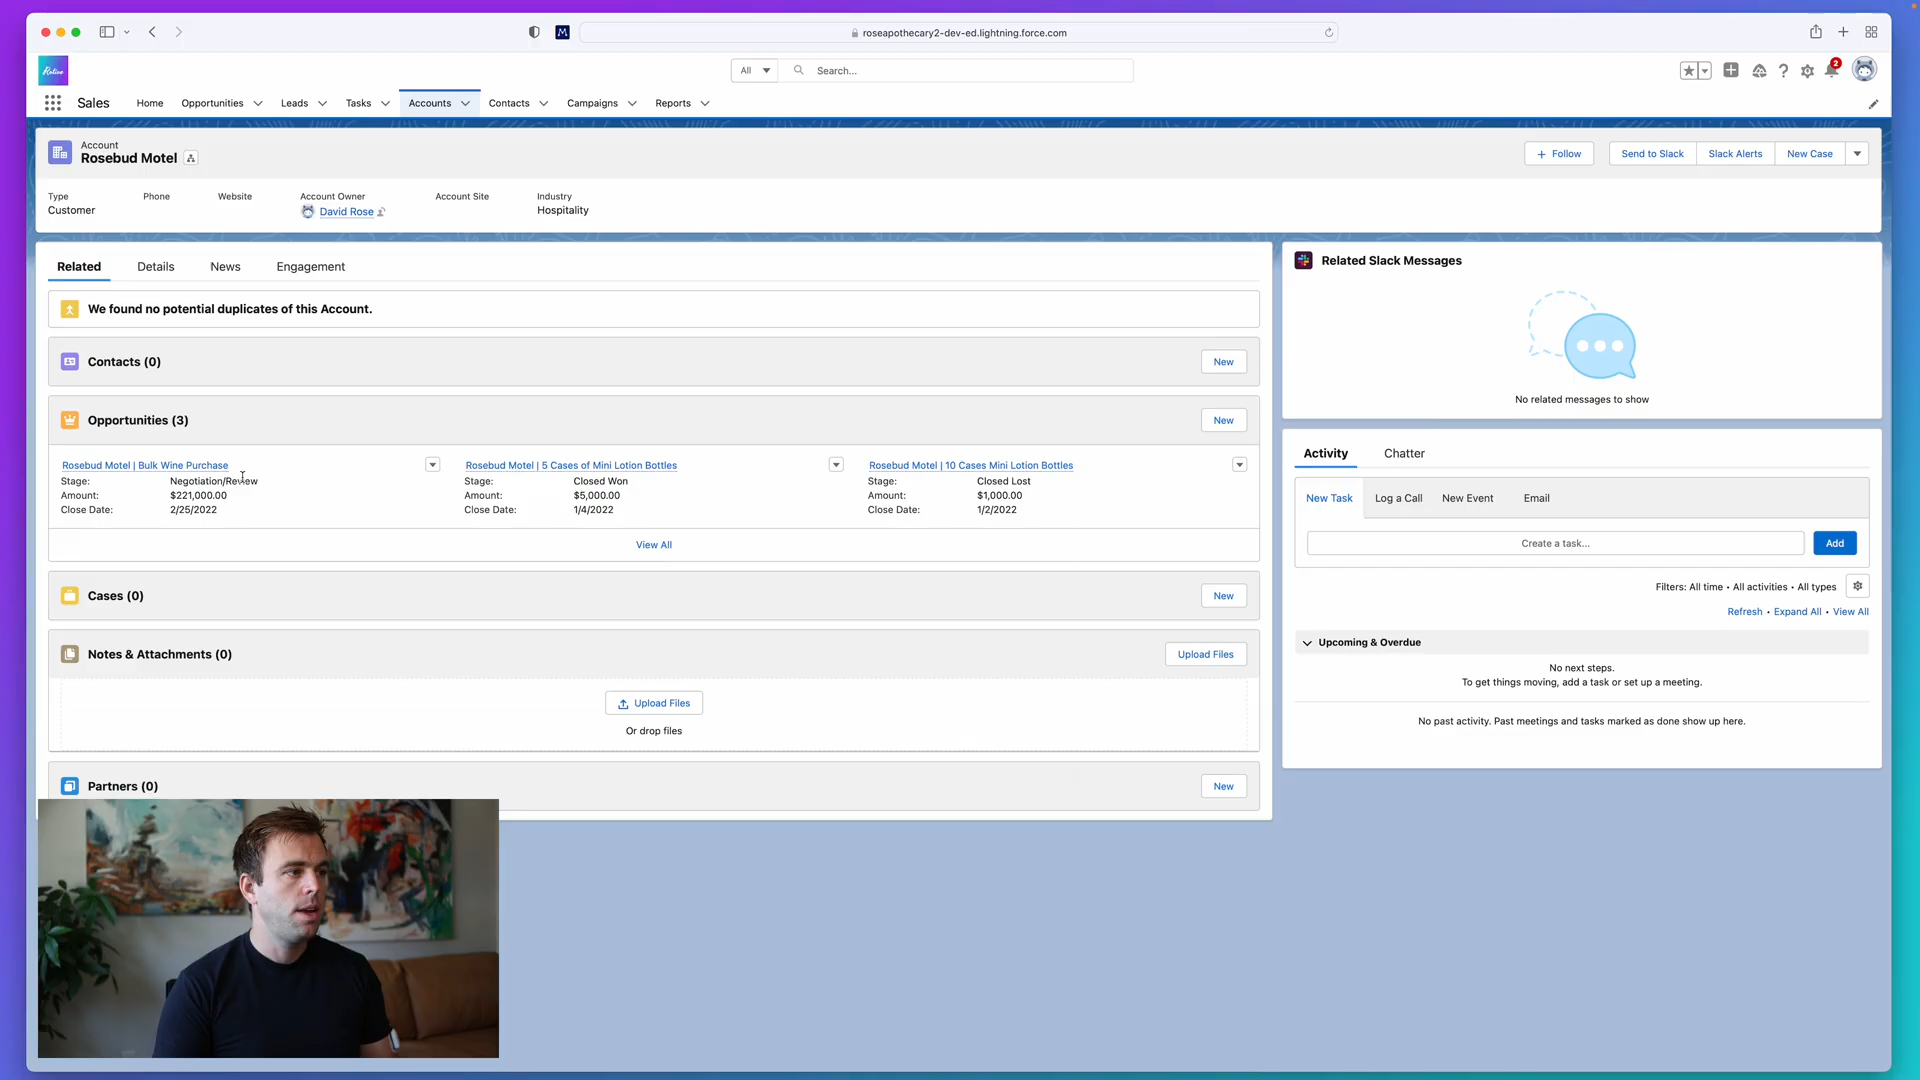 roseapothecary2-dev-ed.lightning.force.com
Rotive
All
Search...
2
Sales
Home
Opportunities
Leads
Tasks
Accounts
Contacts
Campaigns
Reports
Account
Rosebud Motel
Follow
Send to Slack
Slack Alerts
New Case
Type
Phone
Website
Account Owner
Account Site
Industry
Customer
David Rose
Hospitality
Related
Details
News
Engagement
We found no potential duplicates of this Account.
Contacts (0)
New
Opportunities (3)
New
Rosebud Motel | Bulk Wine Purchase
Stage: Negotiation/Review
Amount: $221,000.00
Close Date: 2/25/2022
Rosebud Motel | 5 Cases of Mini Lotion Bottles
Stage: Closed Won
Amount: $5,000.00
Close Date: 1/4/2022
Rosebud Motel | 10 Cases Mini Lotion Bottles
Stage: Closed Lost
Amount: $1,000.00
Close Date: 1/2/2022
View All
Cases (0)
New
Notes & Attachments (0)
Upload Files
Upload Files
Or drop files
Partners (0)
New
Related Slack Messages
No related messages to show
Activity
Chatter
New Task
Log a Call
New Event
Email
Create a task...
Add
Filters: All time • All activities • All types
Refresh • Expand All • View All
Upcoming & Overdue
No next steps.
To get things moving, add a task or set up a meeting.
No past activity. Past meetings and tasks marked as done show up here.